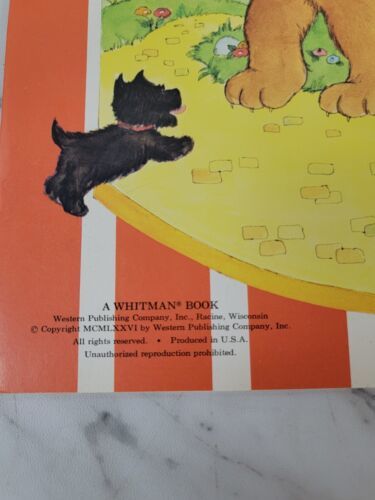 A WHITMAN® BOOK
Western Publishing Company, Inc., Racine, Wisconsin
© Copyright MCMLXXVI by Western Publishing Company, Inc.
All rights reserved. • Produced in U.S.A.
Unauthorized reproduction prohibited.